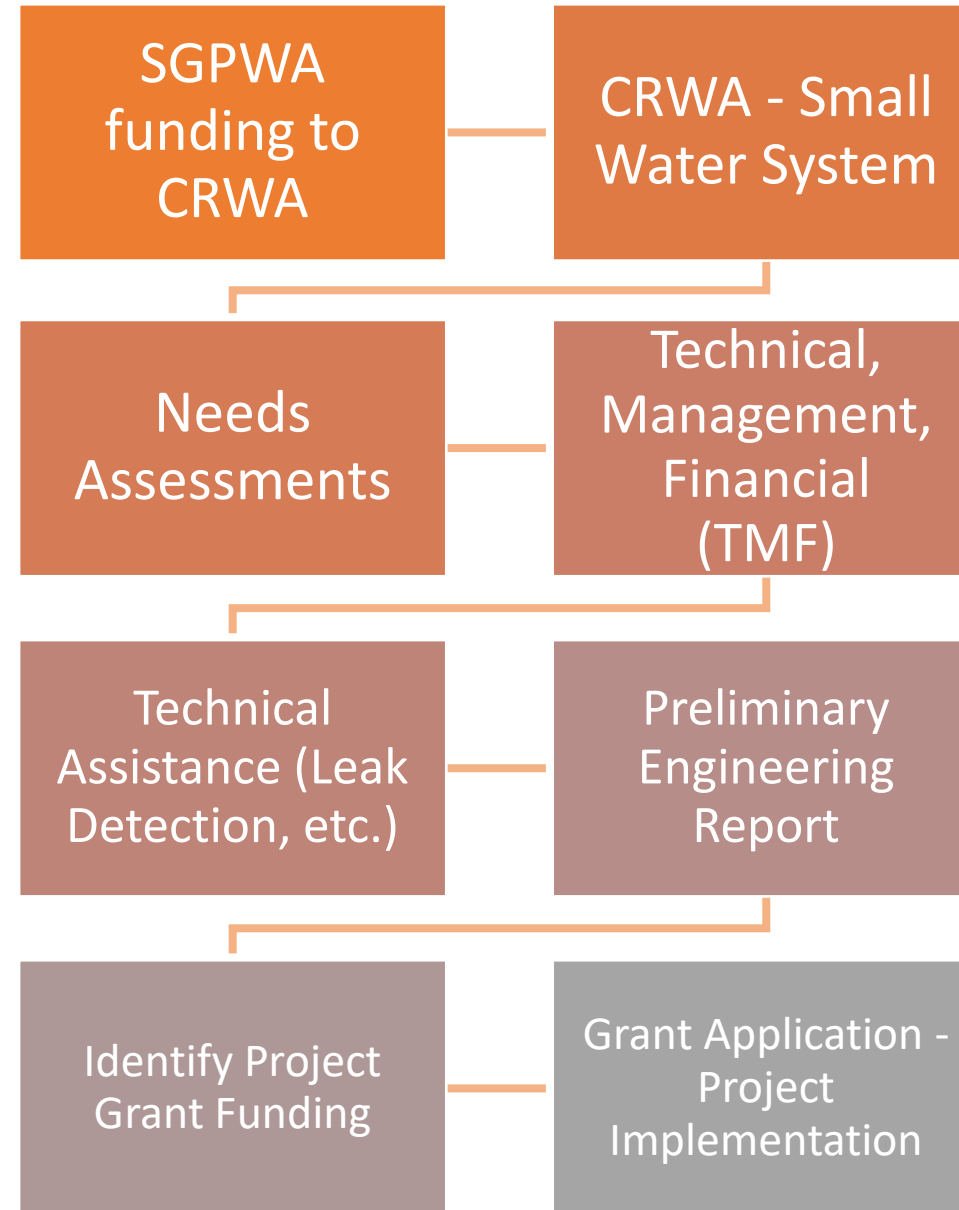 SGPWA
funding to
CRWA
CRWA - Small
Water System
Needs
Assessments
Technical,
Management,
Financial
(TMF)
Technical
Assistance (Leak
Detection, etc.)
Preliminary
Engineering
Report
Identify Project
Grant Funding
Grant Application -
Project
Implementation